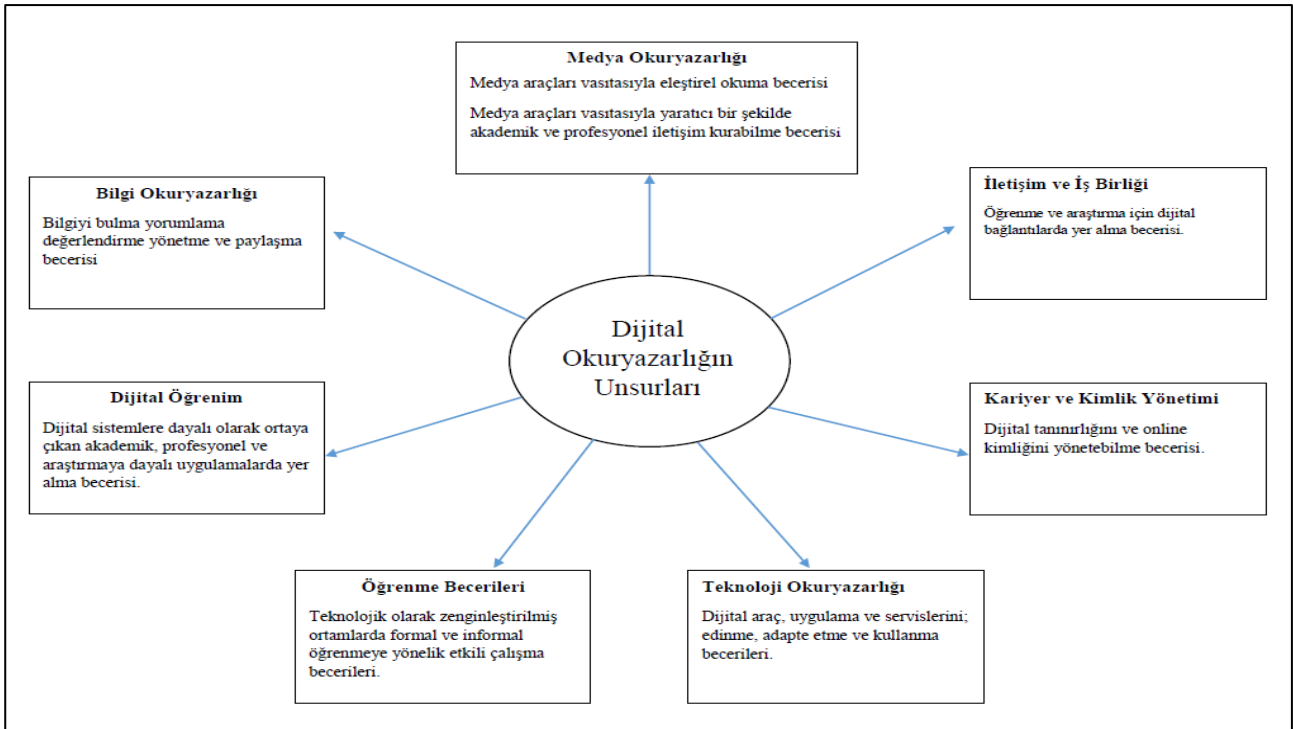 Medya Okuryazarlığı
Medya araçları vasıtasıyla eleştirel okuma becerisi
Medya araçları vasıtasıyla yaratıcı bir şekilde
akademik ve profesyonel iletişim kurabilme becerisi
Bilgi Okuryazarlığı
Bilgiyi bulma yorumlama
değerlendirme yönetme ve paylaşma
becerisi
İletişim ve İş Birliği
Öğrenme ve araştırma için dijital
bağlantılarda yer alma becerisi.
Dijital
Okuryazarlığın
Unsurları
Dijital Öğrenim
Dijital sistemlere dayalı olarak ortaya
çıkan akademik, profesyonel ve
araştırmaya dayalı uygulamalarda yer
alma becerisi.
Kariyer ve Kimlik Yönetimi
Dijital tanınırlığını ve online
kimliğini yönetebilme becerisi.
Öğrenme Becerileri
Teknolojik olarak zenginleştirilmiş
ortamlarda formal ve informal
öğrenmeye yönelik etkili çalışma
becerileri.
Teknoloji Okuryazarlığı
Dijital araç, uygulama ve servislerini;
edinme, adapte etme ve kullanma
becerileri.